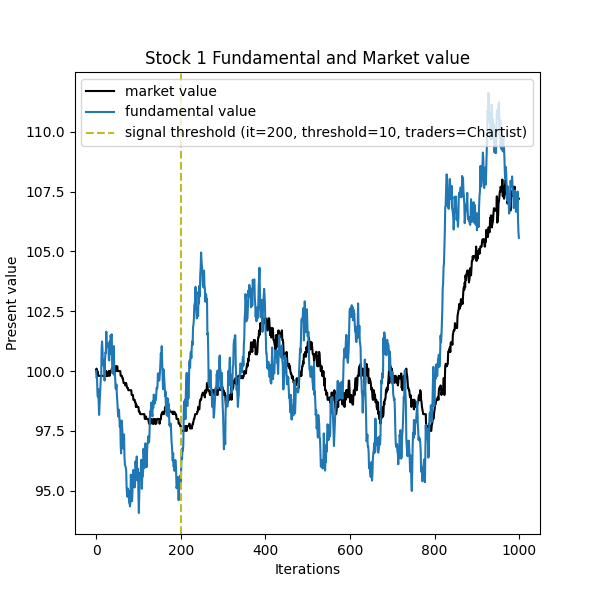 Stock 1 Fundamental and Market value
market value
fundamental value
signal threshold (it=200, threshold=10, traders=Chartist)
110.0
107.5
105.0
102.5
100.0
97.5
95.0
Present value
0 200 400 600 800 1000
Iterations